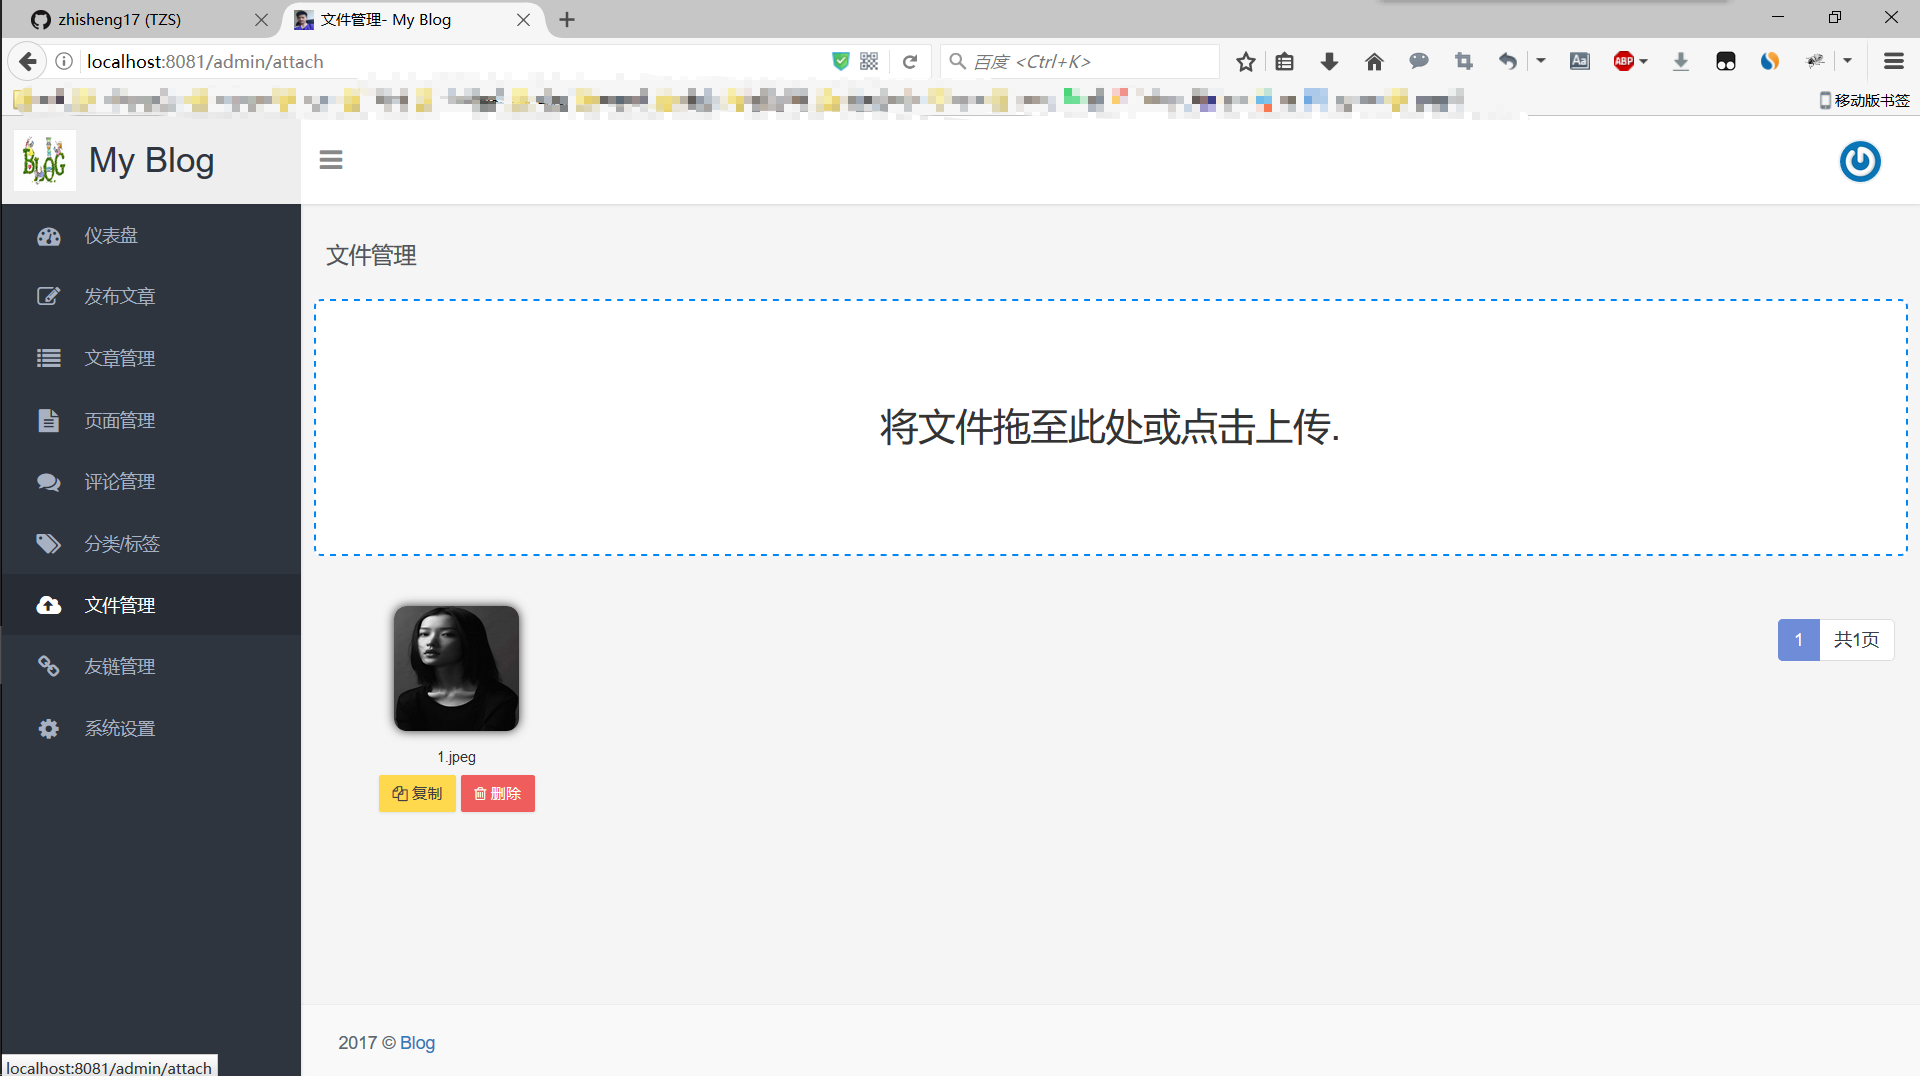 zhisheng17 (TZS)
文件管理- My Blog
localhost:8081/admin/attach
百度 <Ctrl+K>
Aa
ABP
移动版书签
BLOG
My Blog
仪表盘
发布文章
文章管理
页面管理
评论管理
分类/标签
文件管理
友链管理
系统设置
文件管理
将文件拖至此处或点击上传.
1.jpeg
复制 删除
1 共1页
2017 © Blog
localhost:8081/admin/attach